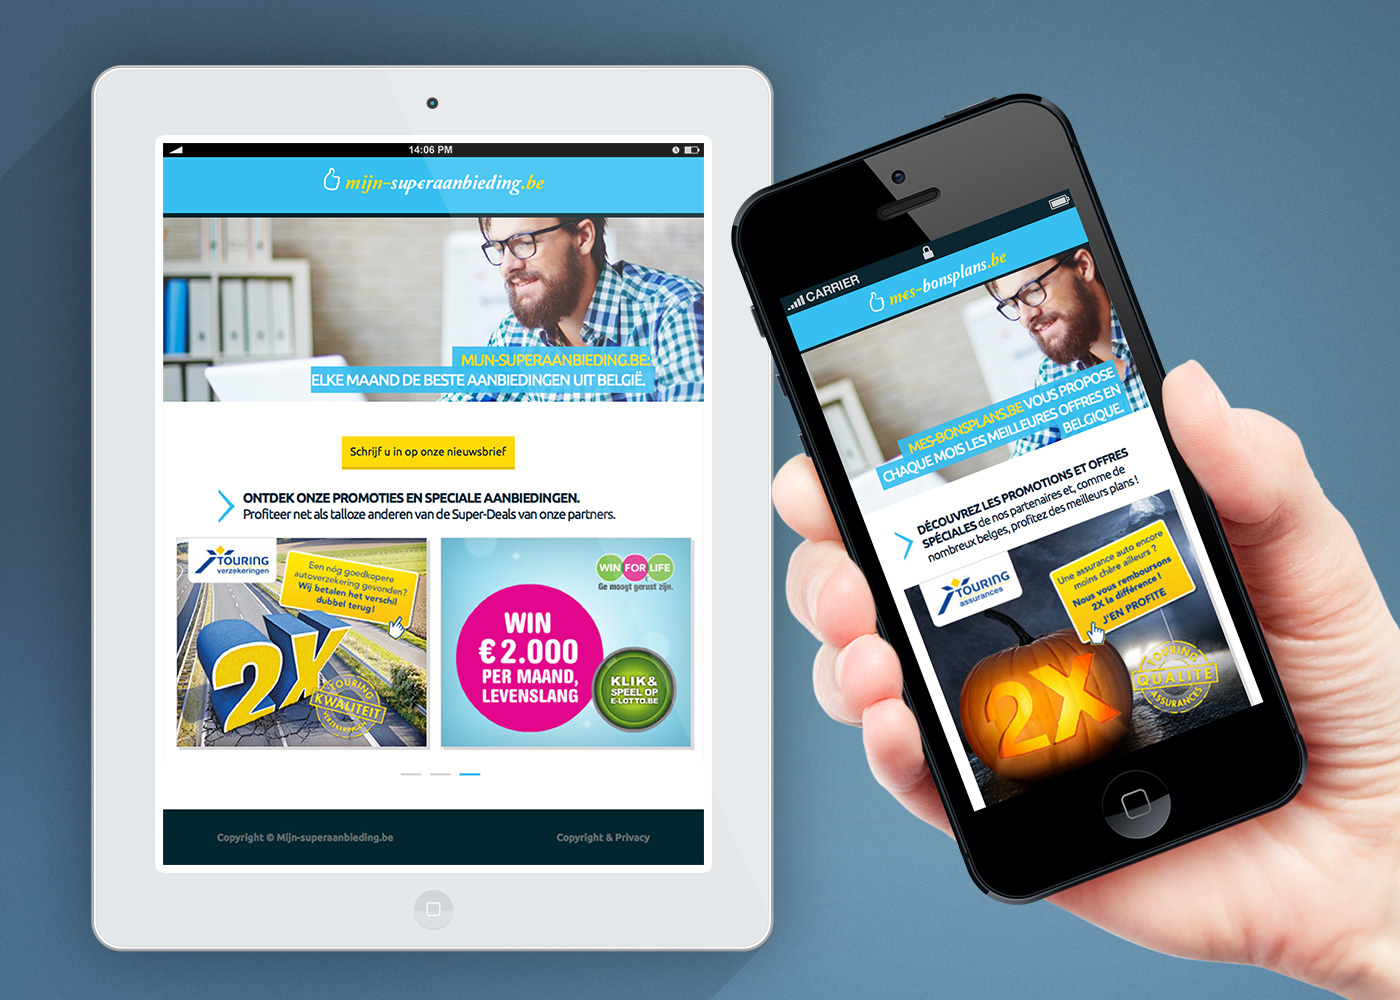 14:06 PM
mijn-sup€raanbieding.be
MIJN-SUPERAANBIEDING.BE:
ELKE MAAND DE BESTE AANBIEDINGEN UIT BELGIË.
Schrijf u in op onze nieuwsbrief
ONTDEK ONZE PROMOTIES EN SPECIALE AANBIEDINGEN.
Profiteer net als talloze anderen van de Super-Deals van onze partners.
TOURING
verzekeringen
Een nóg goedkopere
autoverzekering gevonden?
Wij betalen het verschil
dubbel terug!
2X
TOURING
KWALITEIT
VERZEKERINGEN
WIN FOR LIFE
Ge moogt gerust zijn.
WIN
€ 2.000
PER MAAND,
LEVENSLANG
KLIK &
SPEEL OP
E-LOTTO.BE
Copyright © Mijn-superaanbieding.be
Copyright & Privacy
CARRIER
m€s-bonsplans.be
MES-BONSPLANS.BE VOUS PROPOSE
CHAQUE MOIS LES MEILLEURES OFFRES EN
BELGIQUE.
DÉCOUVREZ LES PROMOTIONS ET OFFRES
SPÉCIALES de nos partenaires et, comme de
nombreux belges, profitez des meilleurs plans !
TOURING
assurances
Une assurance auto encore
moins chère ailleurs ?
Nous vous remboursons
2X la différence !
J'EN PROFITE
2X
TOURING
QUALITÉ
ASSURANCES